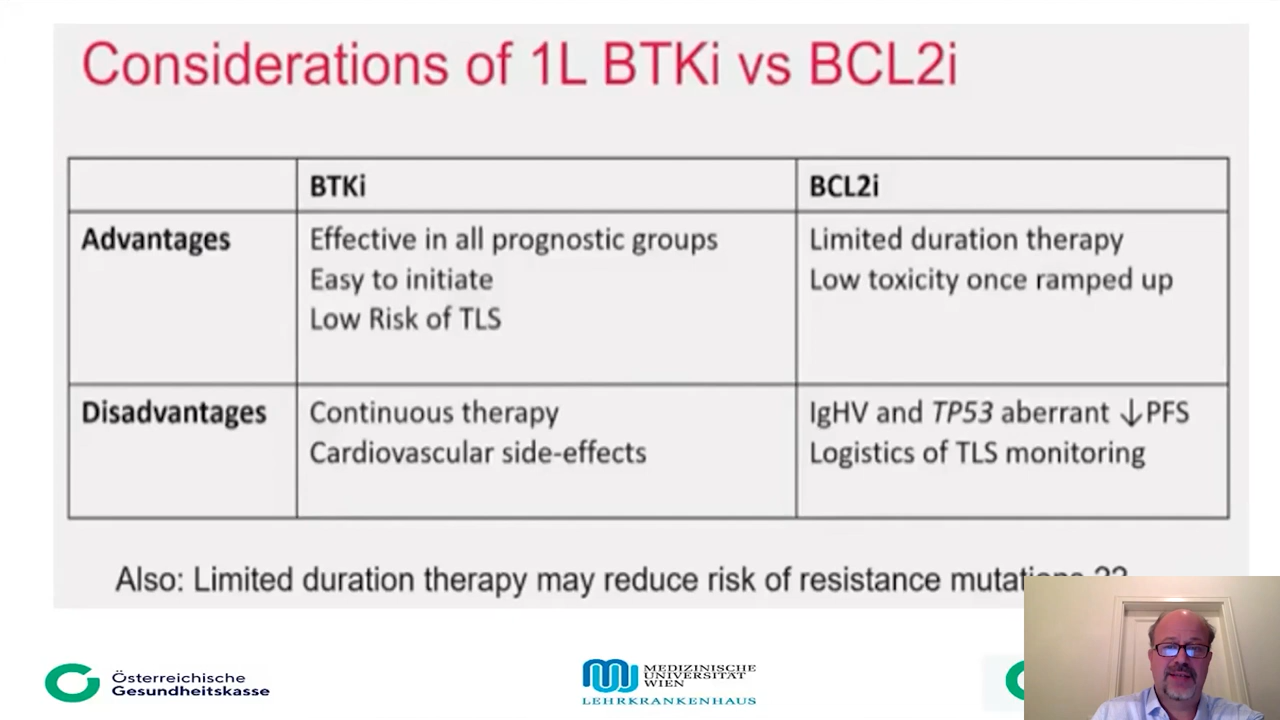 Considerations of 1L BTKi vs BCL2i
BTKi
BCL2i
Advantages
Effective in all prognostic groups
Easy to initiate
Low Risk of TLS
Limited duration therapy
Low toxicity once ramped up
Disadvantages
Continuous therapy
Cardiovascular side-effects
IgHV and TP53 aberrant ↓PFS
Logistics of TLS monitoring
Also: Limited duration therapy may reduce risk of resistance mutations ??
Österreichische
Gesundheitskasse
MEDIZINISCHE
UNIVERSITÄT
WIEN
LEHRKRANKENHAUS